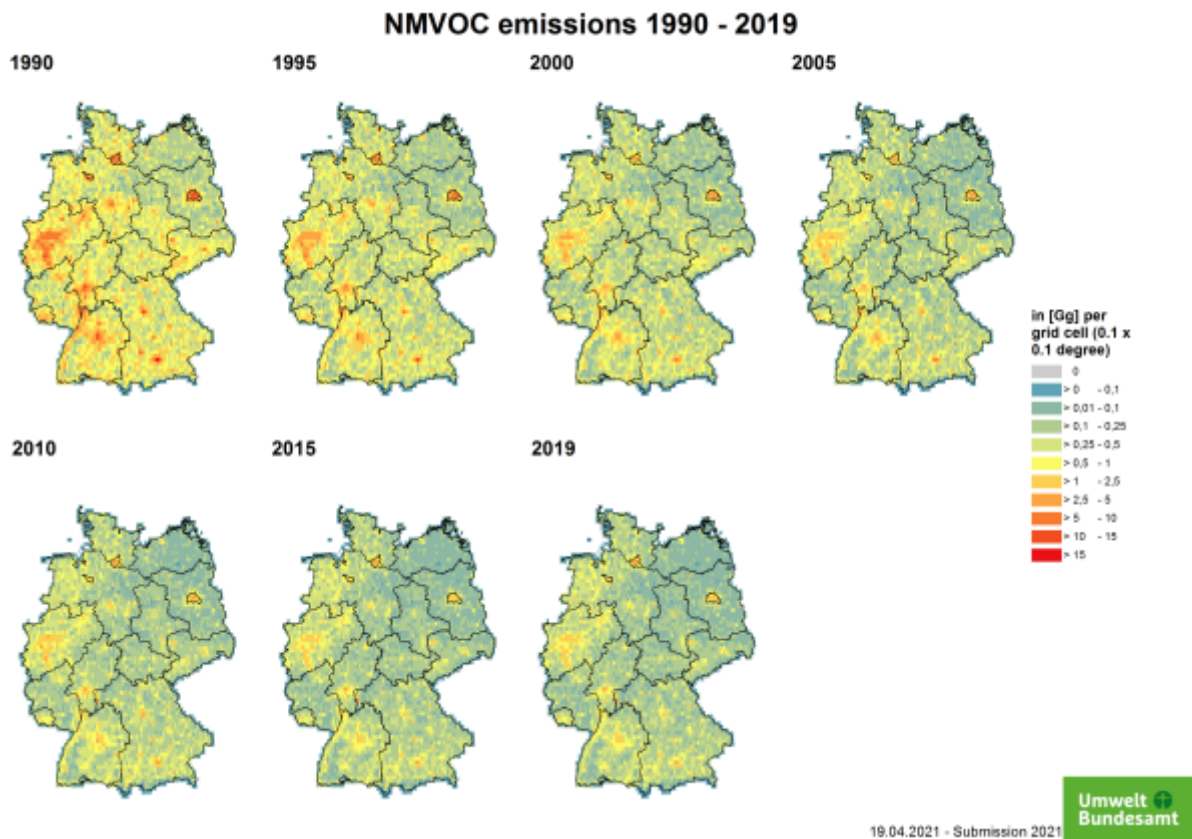 NMVOC emissions 1990 - 2019
1990
1995
2000
2005
2010
2015
2019
in [Gg] per
grid cell (0.1 x
0.1 degree)
0
> 0 - 0,1
> 0,01 - 0,1
> 0,1 - 0,25
> 0,25 - 0,5
> 0,5 - 1
> 1 - 2,5
> 2,5 - 5
> 5 - 10
> 10 - 15
> 15
19.04.2021 - Submission 2021
Umwelt
Bundesamt